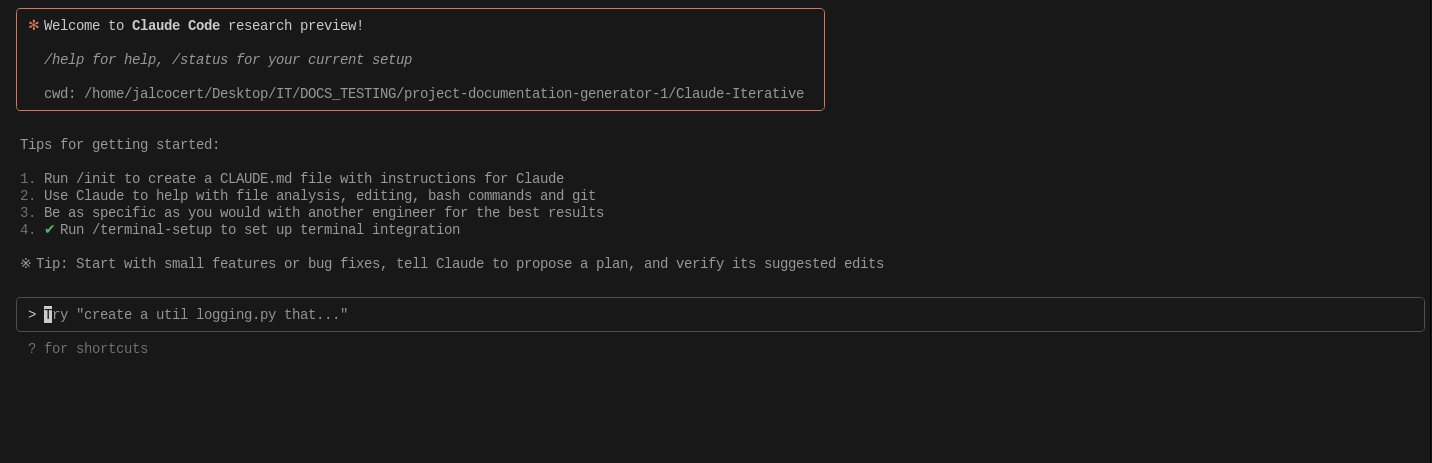 ✻ Welcome to Claude Code research preview!
/help for help, /status for your current setup
cwd: /home/jalcocert/Desktop/IT/DOCS_TESTING/project-documentation-generator-1/Claude-Iterative
Tips for getting started:
1. Run /init to create a CLAUDE.md file with instructions for Claude
2. Use Claude to help with file analysis, editing, bash commands and git
3. Be as specific as you would with another engineer for the best results
4. ✔ Run /terminal-setup to set up terminal integration
※ Tip: Start with small features or bug fixes, tell Claude to propose a plan, and verify its suggested edits
> Try "create a util logging.py that..."
? for shortcuts